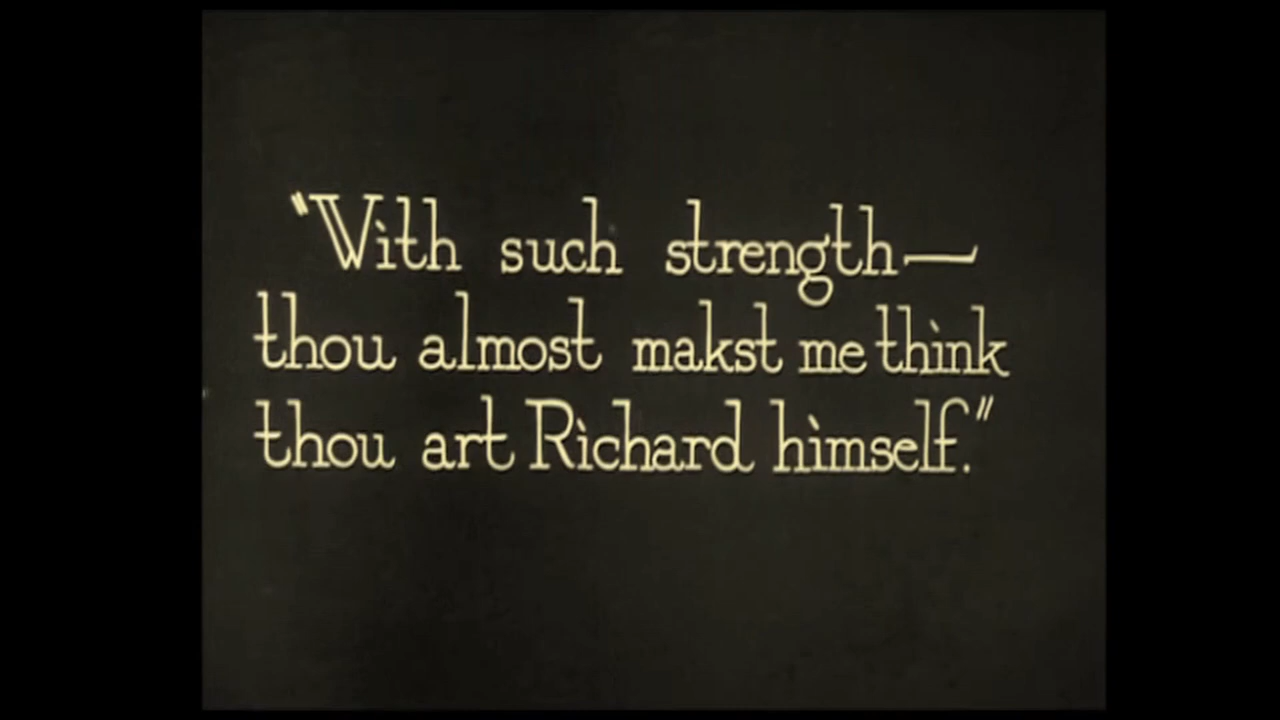 "With such strength—
thou almost makst me think
thou art Richard himself."